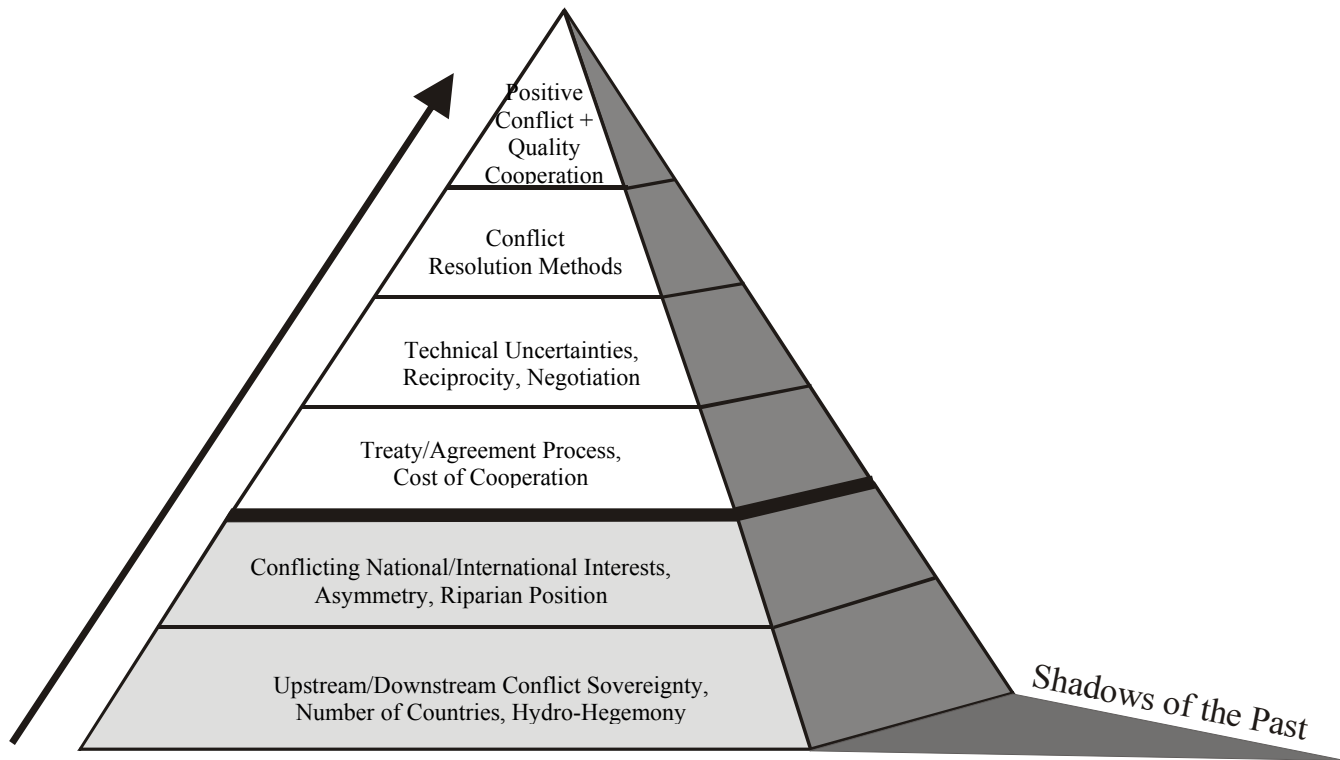 Positive
Conflict +
Quality
Cooperation
Conflict
Resolution Methods
Technical Uncertainties,
Reciprocity, Negotiation
Treaty/Agreement Process,
Cost of Cooperation
Conflicting National/International Interests,
Asymmetry, Riparian Position
Upstream/Downstream Conflict Sovereignty,
Number of Countries, Hydro-Hegemony
Shadows of the Past